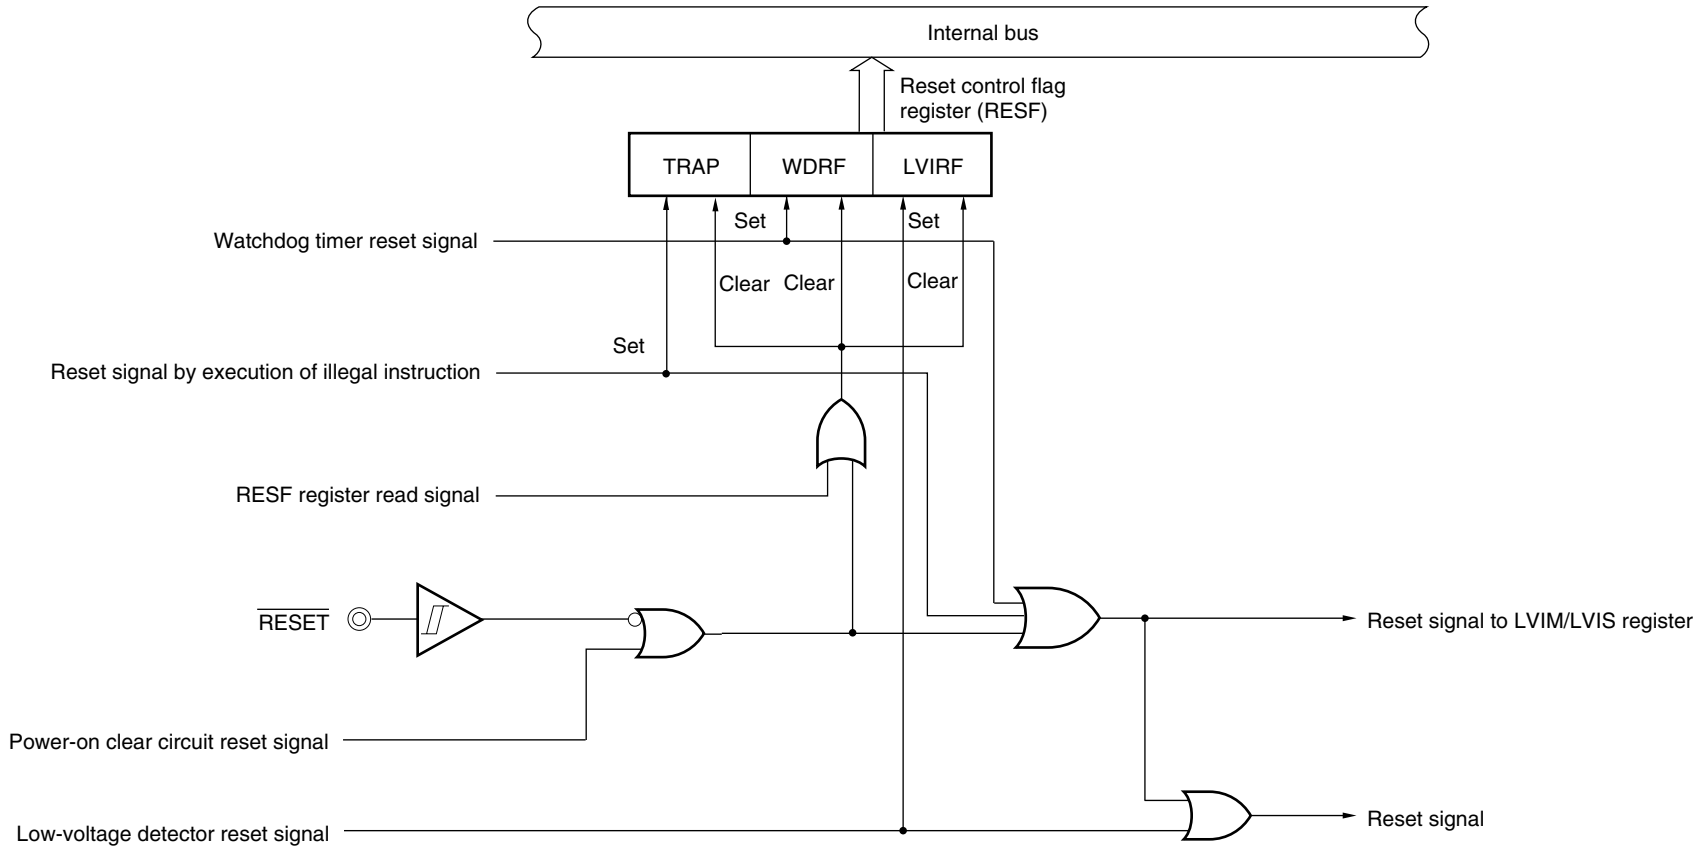 Internal bus
Reset control flag
register (RESF)
TRAP
WDRF
LVIRF
Set
Set
Watchdog timer reset signal
Clear
Clear
Clear
Set
Reset signal by execution of illegal instruction
RESF register read signal
RESET
Reset signal to LVIM/LVIS register
Power-on clear circuit reset signal
Reset signal
Low-voltage detector reset signal